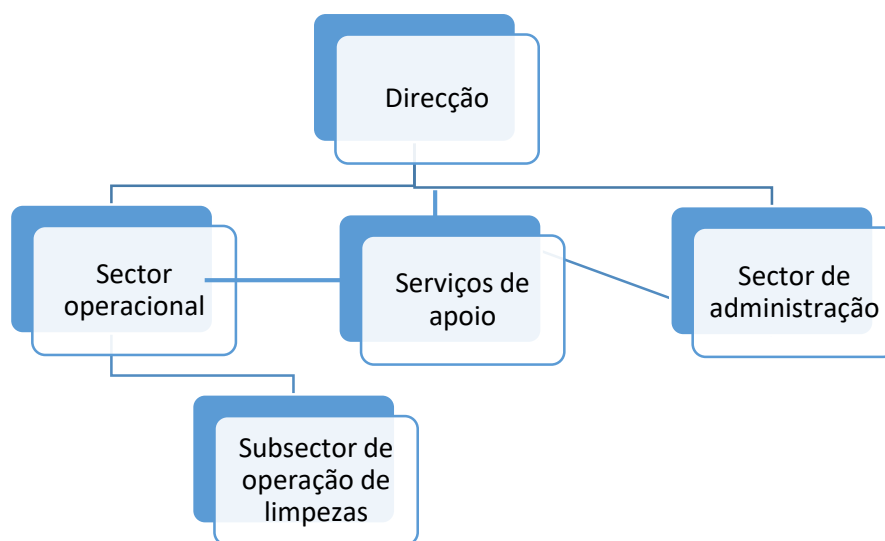 Direcção
Sector
operacional
Serviços de
apoio
Sector de
administração
Subsector de
operação de
limpezas